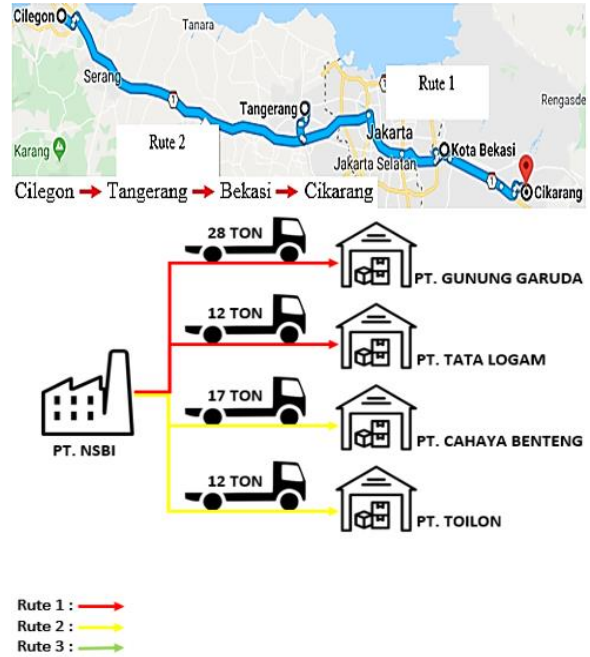 Cilegon
Tanara
Serang
Rute 1
Tangerang
Rengasde
Rute 2
Jakarta
Karang
Kota Bekasi
Jakarta Selatan
Cikarang
Cilegon → Tangerang → Bekasi → Cikarang
28 TON
PT. GUNUNG GARUDA
12 TON
PT. TATA LOGAM
17 TON
PT. NSBI
PT. CAHAYA BENTENG
12 TON
PT. TOILON
Rute 1 :
Rute 2 :
Rute 3 :